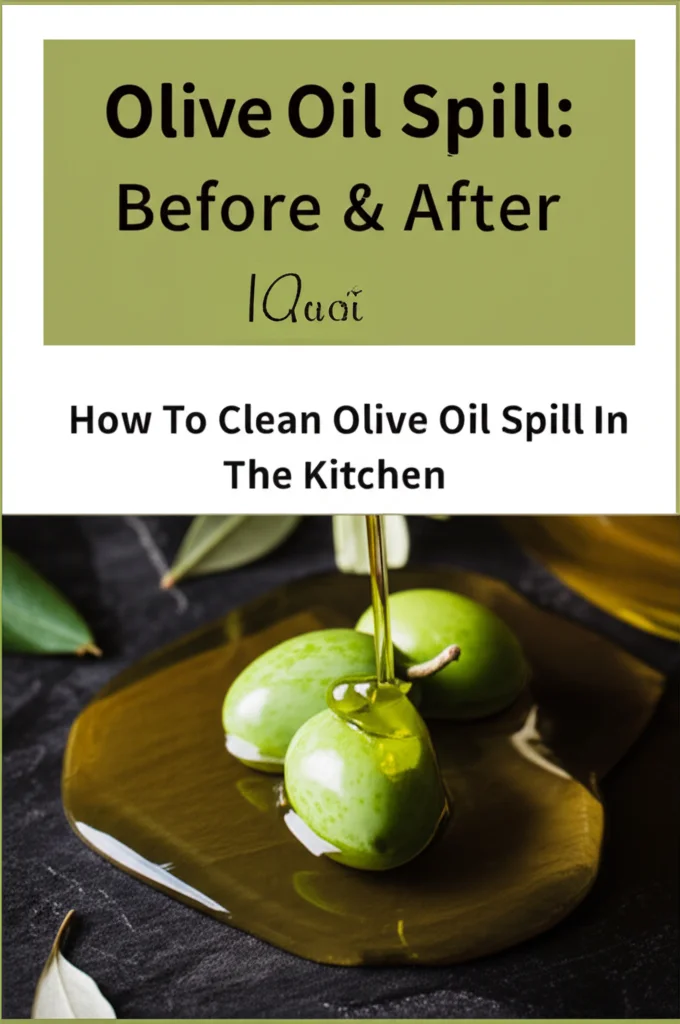 Olive Oil Spill:
Before & After
How To Clean Olive Oil Spill In
The Kitchen